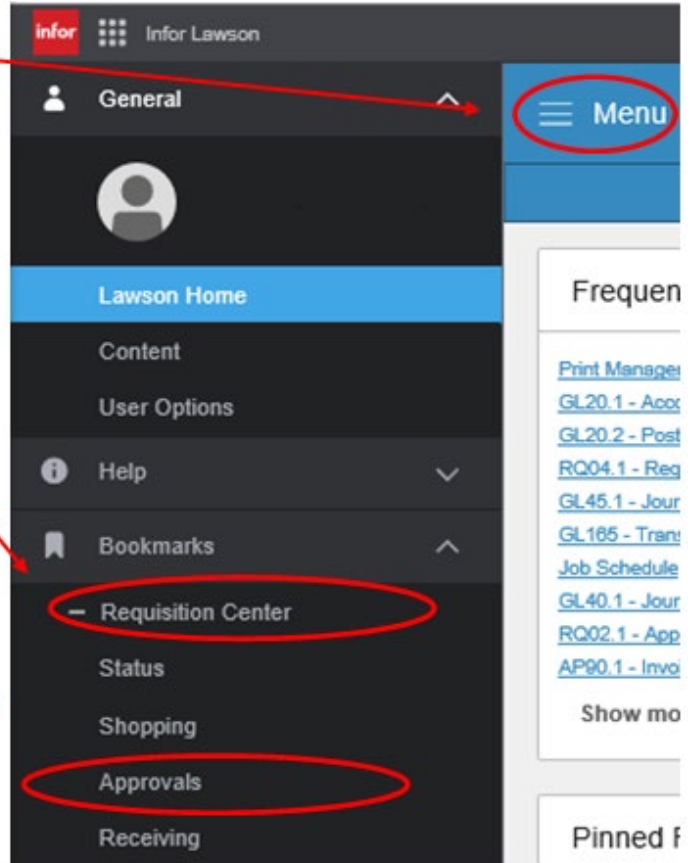 infor Infor Lawson
General
Menu
Lawson Home
Content
User Options
Help
Bookmarks
Requisition Center
Status
Shopping
Approvals
Receiving
Frequen
Print Manager
GL20.1 - Acco
GL20.2 - Post
RQ04.1 - Req
GL45.1 - Jour
GL165 - Trans
Job Schedule
GL40.1 - Jour
RQ02.1 - App
AP90.1 - Invoi
Show mo
Pinned F